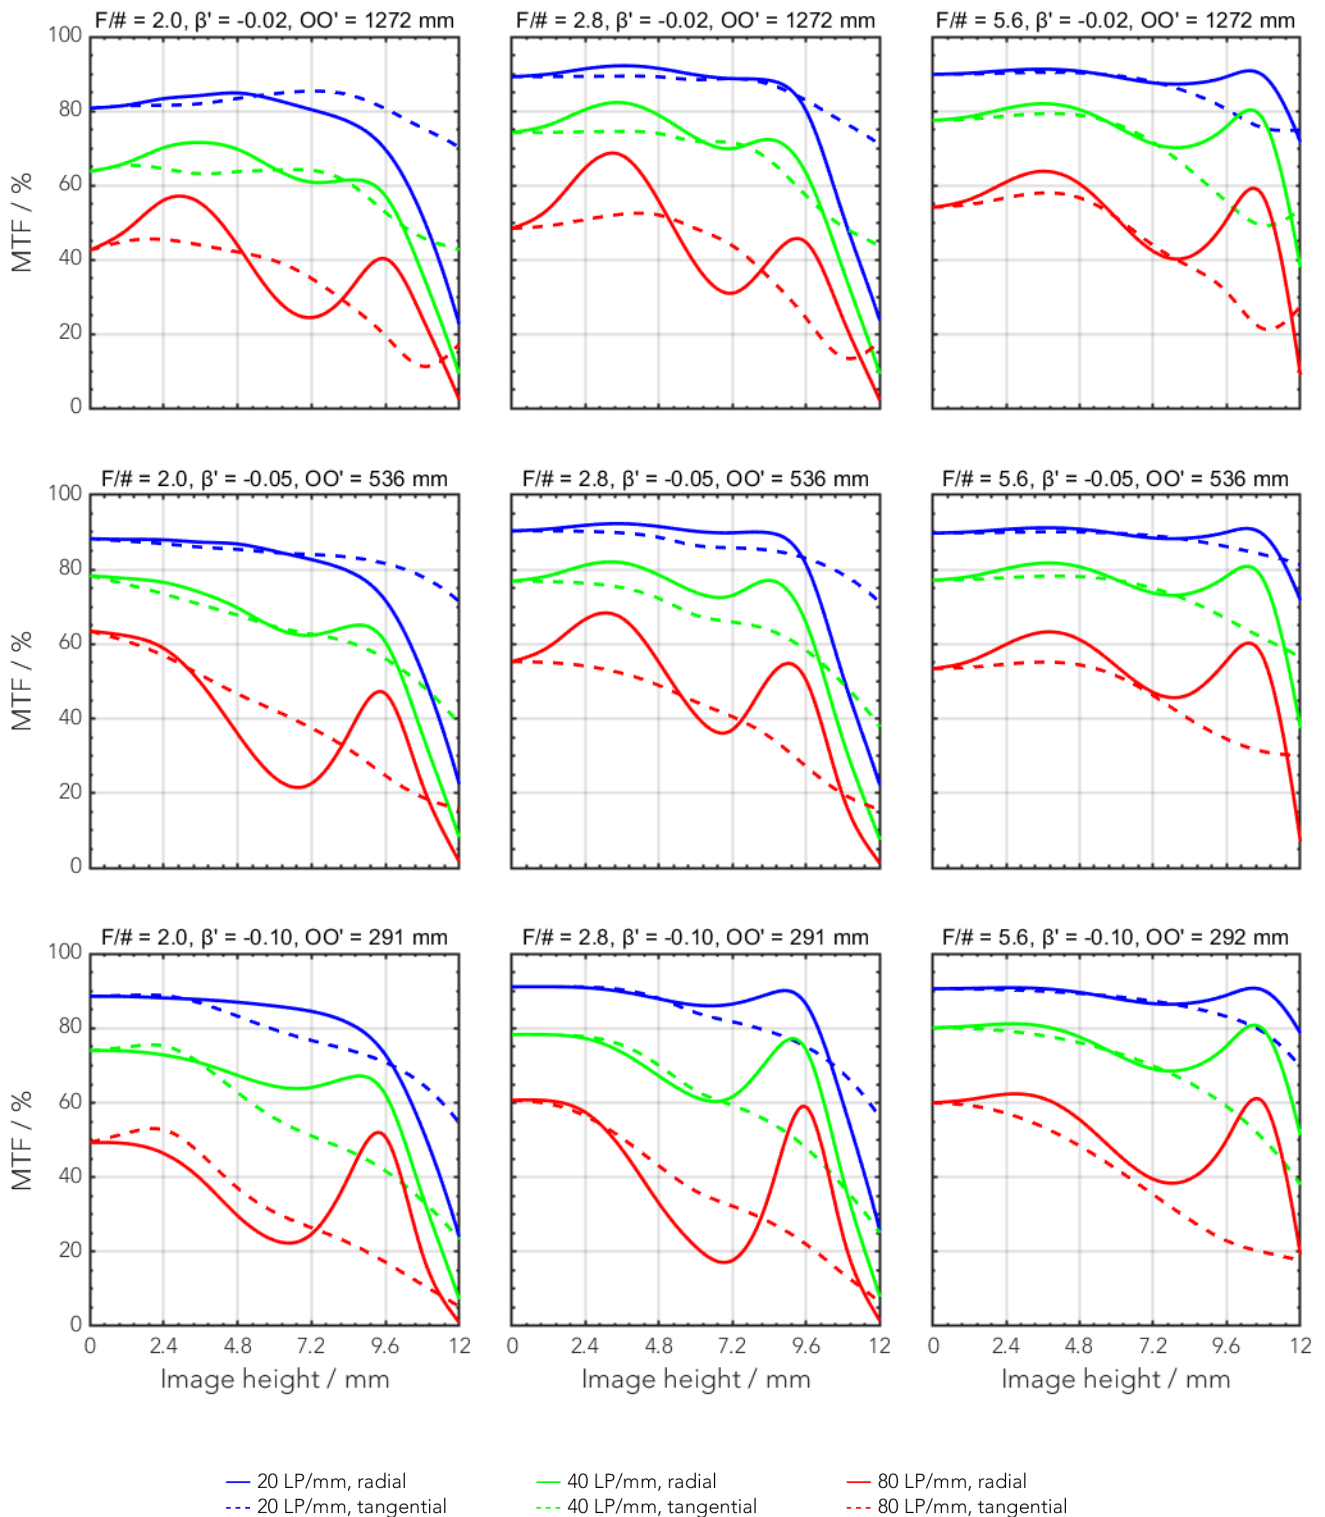 F/# = 2.0, β' = -0.02, OO' = 1272 mm F/# = 2.8, β' = -0.02, OO' = 1272 mm F/# = 5.6, β' = -0.02, OO' = 1272 mm
100
80
60
40
20
0
MTF / %
F/# = 2.0, β' = -0.05, OO' = 536 mm F/# = 2.8, β' = -0.05, OO' = 536 mm F/# = 5.6, β' = -0.05, OO' = 536 mm
100
80
60
40
20
0
MTF / %
F/# = 2.0, β' = -0.10, OO' = 291 mm F/# = 2.8, β' = -0.10, OO' = 291 mm F/# = 5.6, β' = -0.10, OO' = 292 mm
100
80
60
40
20
0
MTF / %
0 2.4 4.8 7.2 9.6 12 0 2.4 4.8 7.2 9.6 12 0 2.4 4.8 7.2 9.6 12
Image height / mm Image height / mm Image height / mm
20 LP/mm, radial 40 LP/mm, radial 80 LP/mm, radial
20 LP/mm, tangential 40 LP/mm, tangential 80 LP/mm, tangential